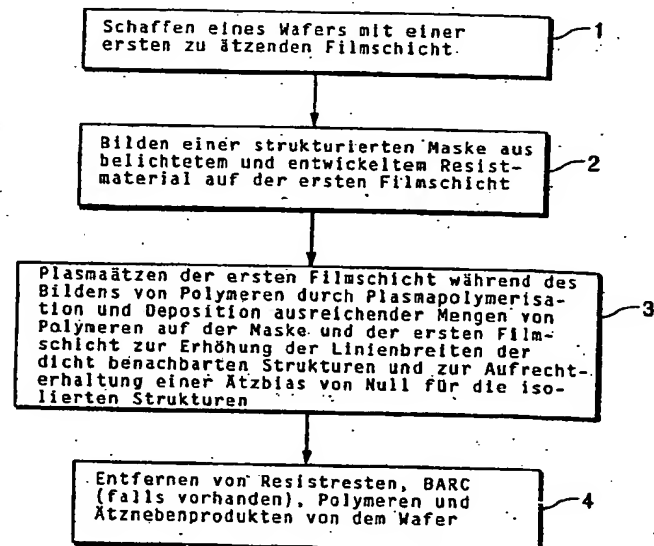 Schaffen eines Wafers mit einer
ersten zu ätzenden Filmschicht
1
Bilden einer strukturierten Maske aus
belichtetem und entwickeltem Resist-
material auf der ersten Filmschicht
2
Plasmaätzen der ersten Filmschicht während des
Bildens von Polymeren durch Plasmapolymerisa-
tion und Deposition ausreichender Mengen von
Polymeren auf der Maske und der ersten Film-
schicht zur Erhöhung der Linienbreiten der
dicht benachbarten Strukturen und zur Aufrecht-
erhaltung einer Ätzbias von Null für die iso-
lierten Strukturen
3
Entfernen von Resistresten, BARC
(falls vorhanden), Polymeren und
Ätznebenprodukten von dem Wafer
4